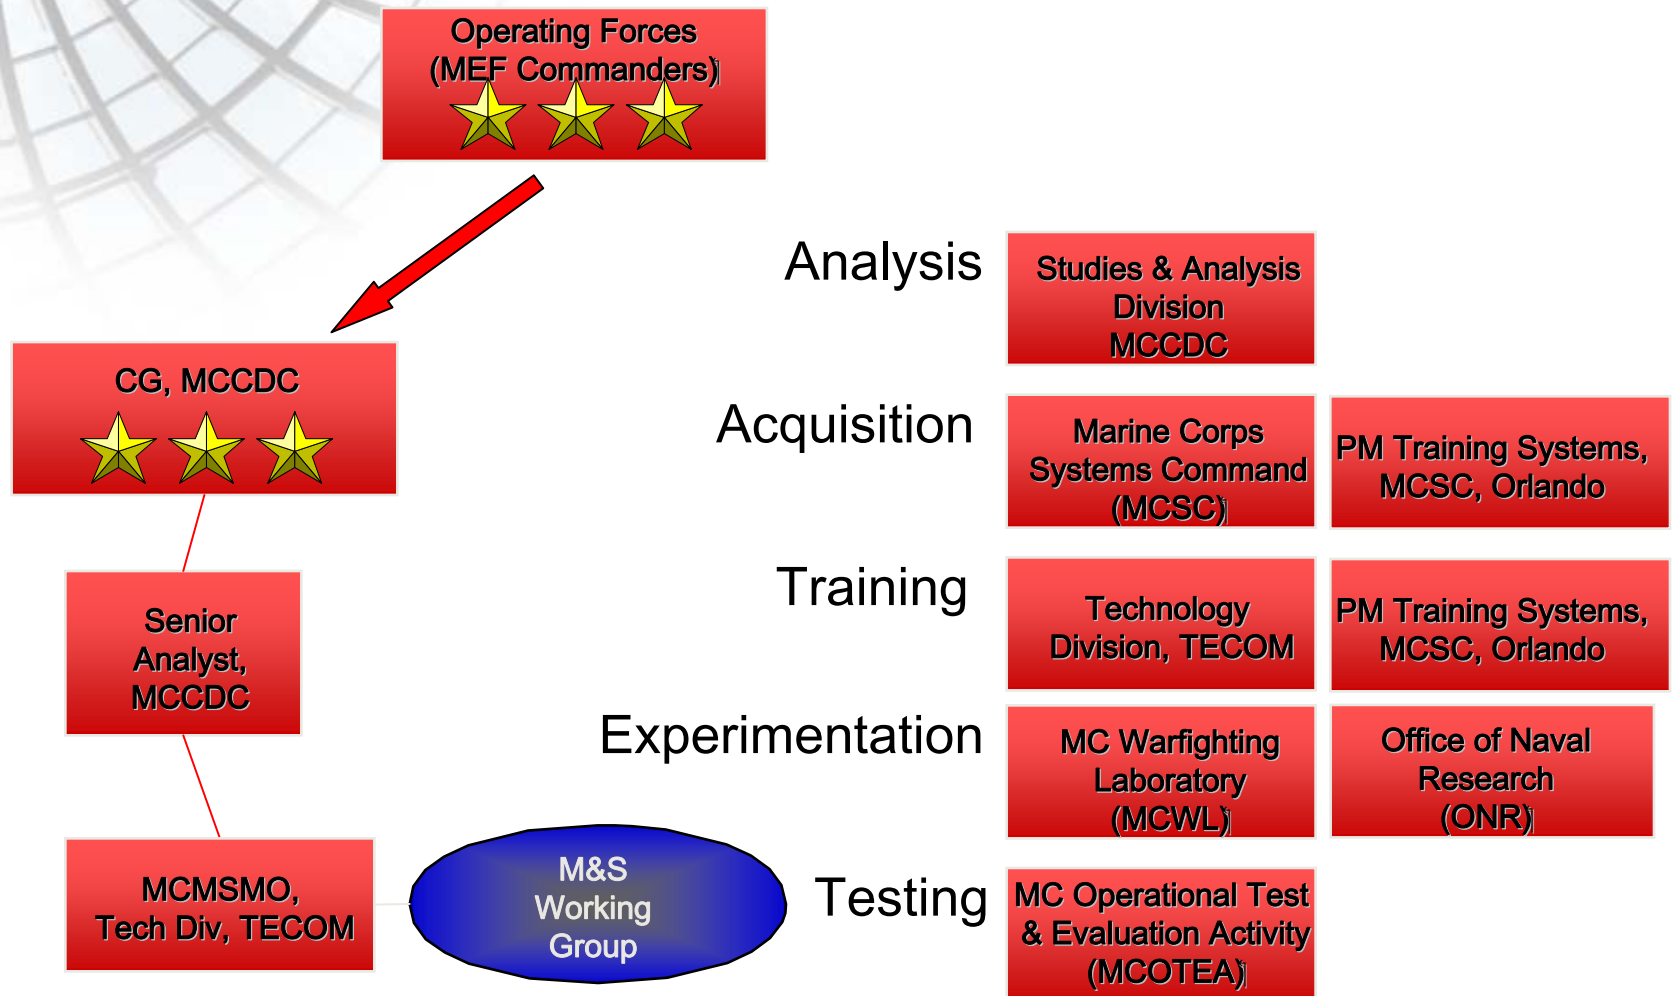 Operating Forces
(MEF Commanders)
CG, MCCDC
Senior
Analyst,
MCCDC
MCMSMO,
Tech Div, TECOM
M&S
Working
Group
Analysis
Studies & Analysis
Division
MCCDC
Acquisition
Marine Corps
Systems Command
(MCSC)
PM Training Systems,
MCSC, Orlando
Training
Technology
Division, TECOM
PM Training Systems,
MCSC, Orlando
Experimentation
MC Warfighting
Laboratory
(MCWL)
Office of Naval
Research
(ONR)
Testing
MC Operational Test
& Evaluation Activity
(MCOTEA)